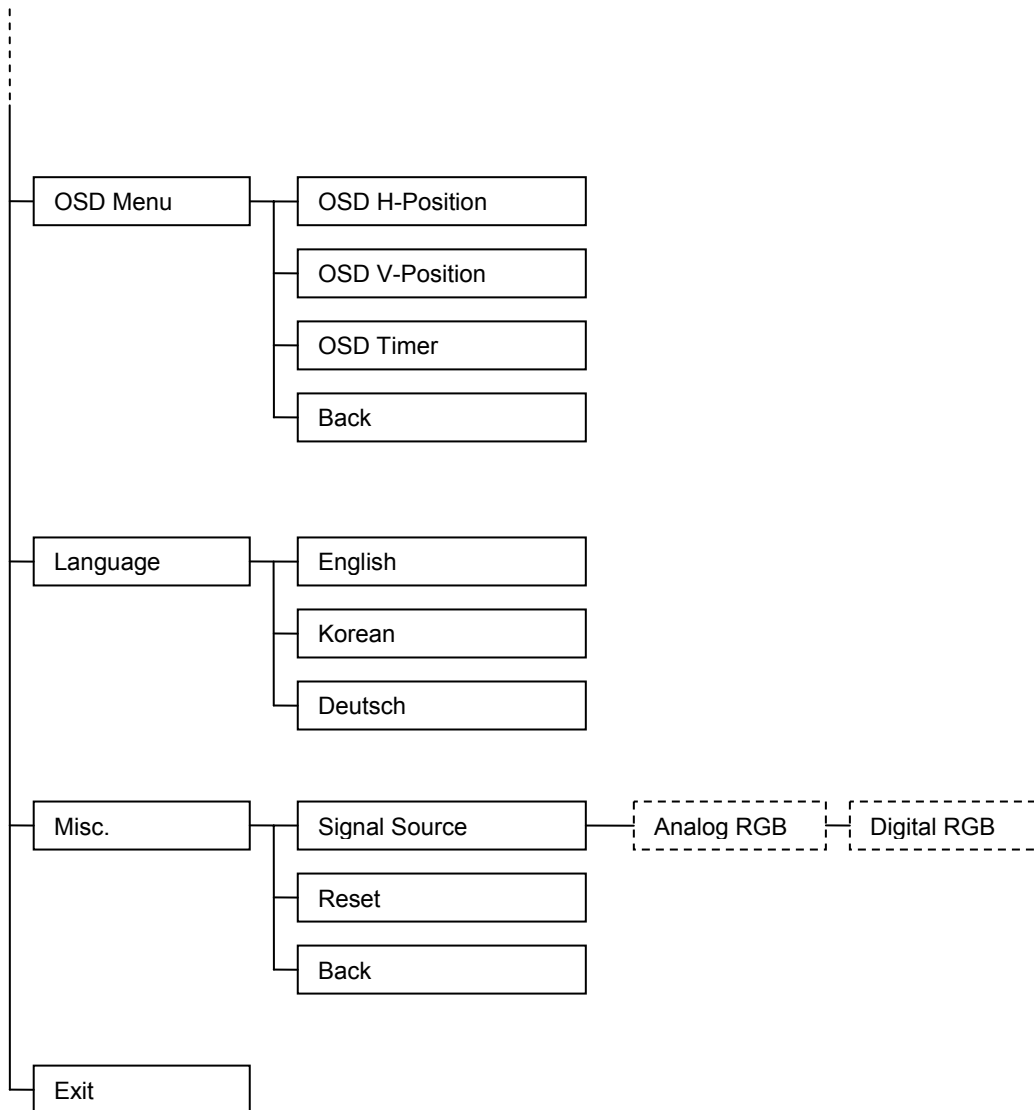 OSD Menu
OSD H-Position
OSD V-Position
OSD Timer
Back
Language
English
Korean
Deutsch
Misc.
Signal Source
Analog RGB
Digital RGB
Reset
Back
Exit